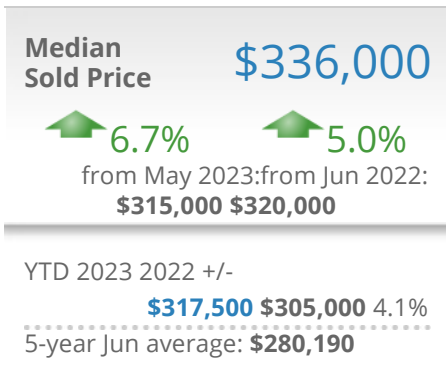 Median
Sold Price
$336,000
6.7%
5.0%
from May 2023:from Jun 2022:
$315,000 $320,000
YTD 2023 2022 +/-
$317,500 $305,000 4.1%
5-year Jun average: $280,190